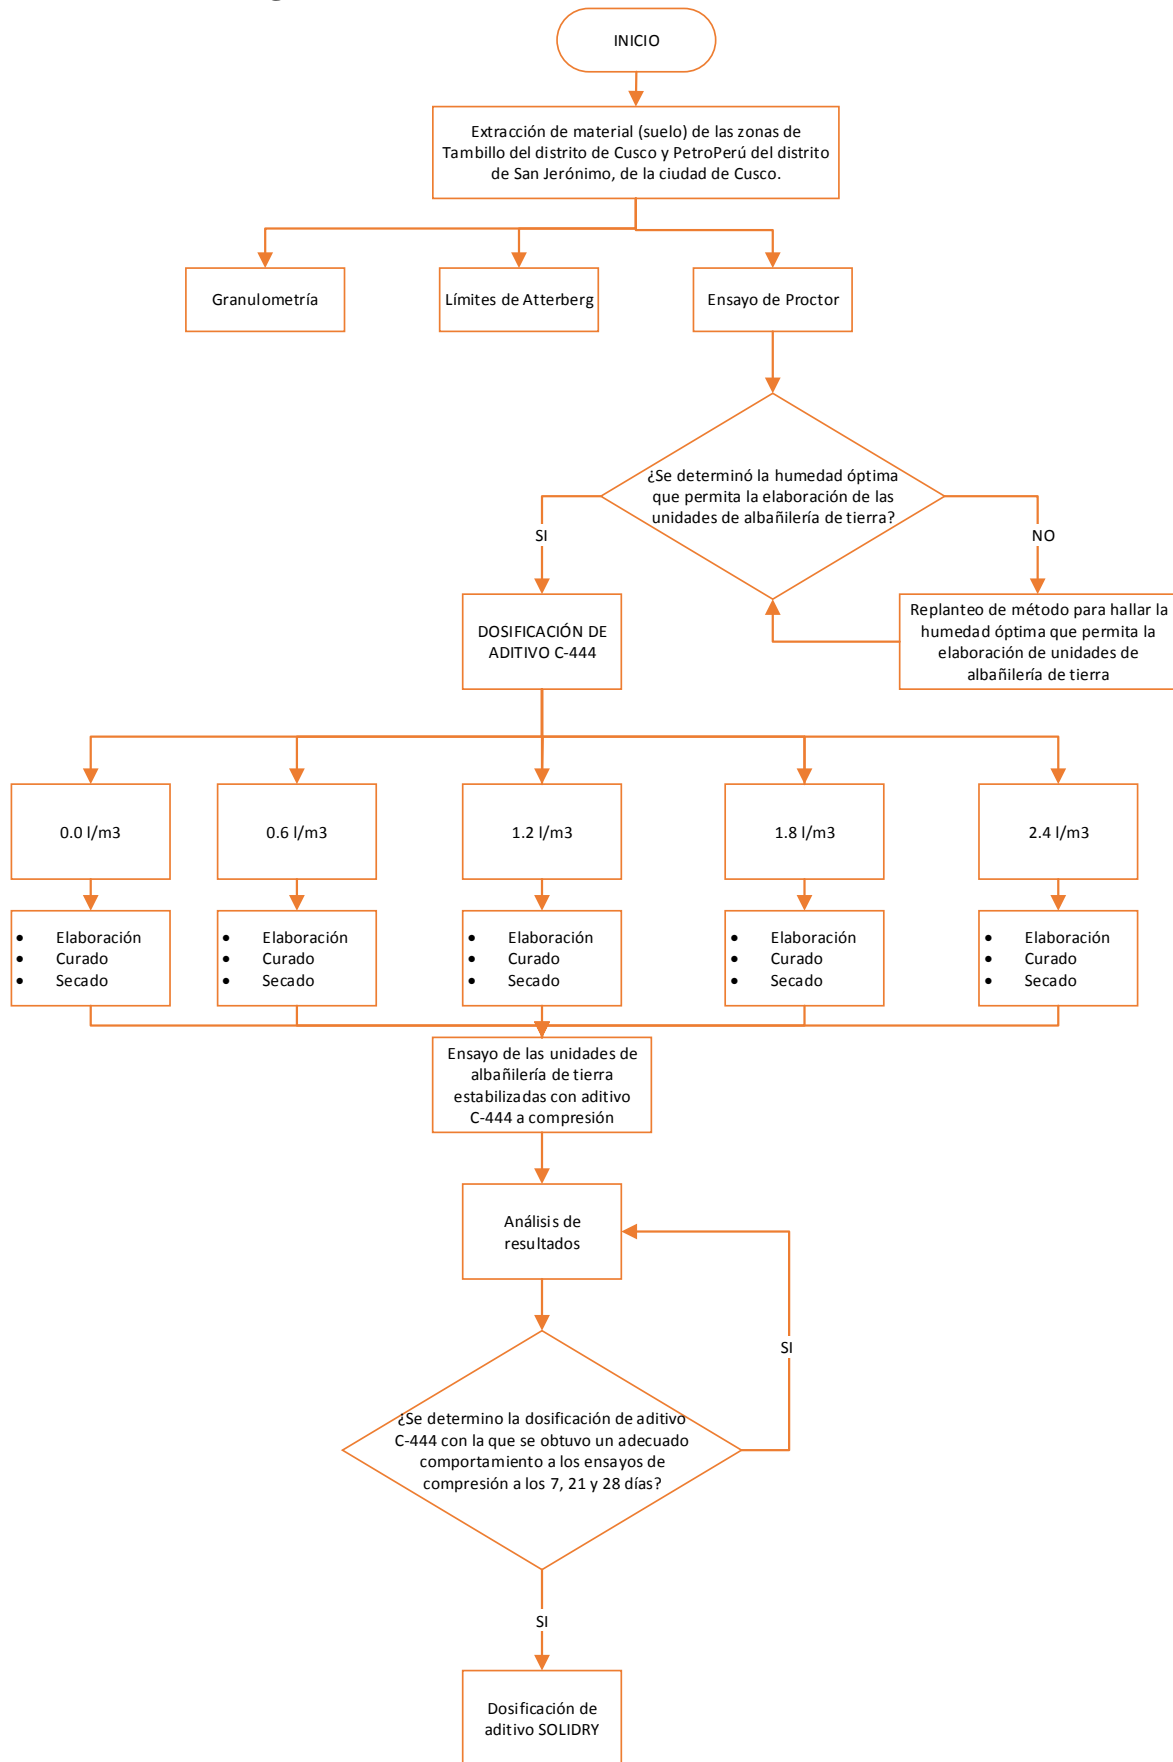 INICIO
Extracción de material (suelo) de las zonas de
Tambillo del distrito de Cusco y PetroPerú del distrito
de San Jerónimo, de la ciudad de Cusco.
Granulometría
Límites de Atterberg
Ensayo de Proctor
¿Se determinó la humedad óptima
que permita la elaboración de las
unidades de albañilería de tierra?
SI
NO
DOSIFICACIÓN DE
ADITIVO C-444
Replanteo de método para hallar la
humedad óptima que permita la
elaboración de unidades de
albañilería de tierra
0.0 l/m3
0.6 l/m3
1.2 l/m3
1.8 l/m3
2.4 l/m3
• Elaboración
• Curado
• Secado
• Elaboración
• Curado
• Secado
• Elaboración
• Curado
• Secado
• Elaboración
• Curado
• Secado
• Elaboración
• Curado
• Secado
Ensayo de las unidades de
albañilería de tierra
estabilizadas con aditivo
C-444 a compresión
Análisis de
resultados
SI
¿Se determino la dosificación de aditivo
C-444 con la que se obtuvo un adecuado
comportamiento a los ensayos de
compresión a los 7, 21 y 28 días?
SI
Dosificación de
aditivo SOLIDRY